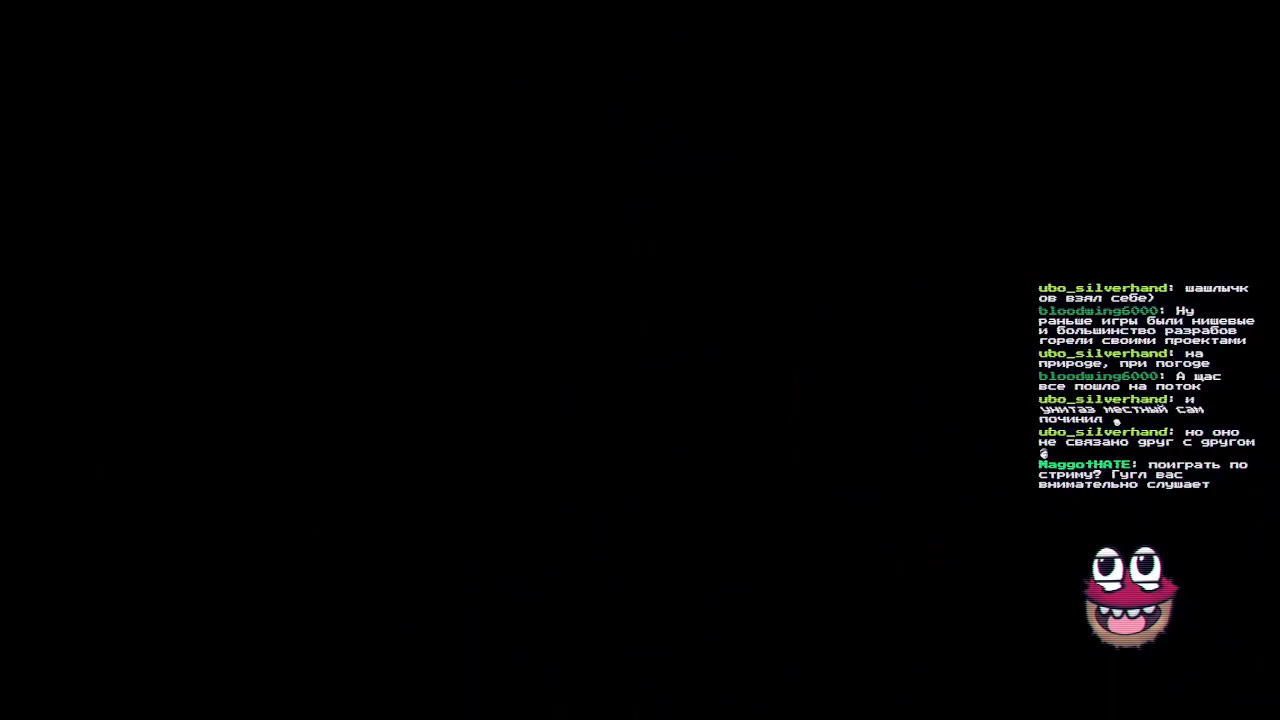 ubo_silverhand: шашлычк
ов взял себе)
bloodwing6000: Ну
раньше игры были нишевые
и большинство разрабов
горели своими проектами
ubo_silverhand: на
природе, при погоде
bloodwing6000: А щас
все пошло на поток
ubo_silverhand: и
унитаз местный сам
починил
ubo_silverhand: но оно
не связано друг с другом
MaggotHATE: поиграть по
стриму? Гугл вас
внимательно слушает